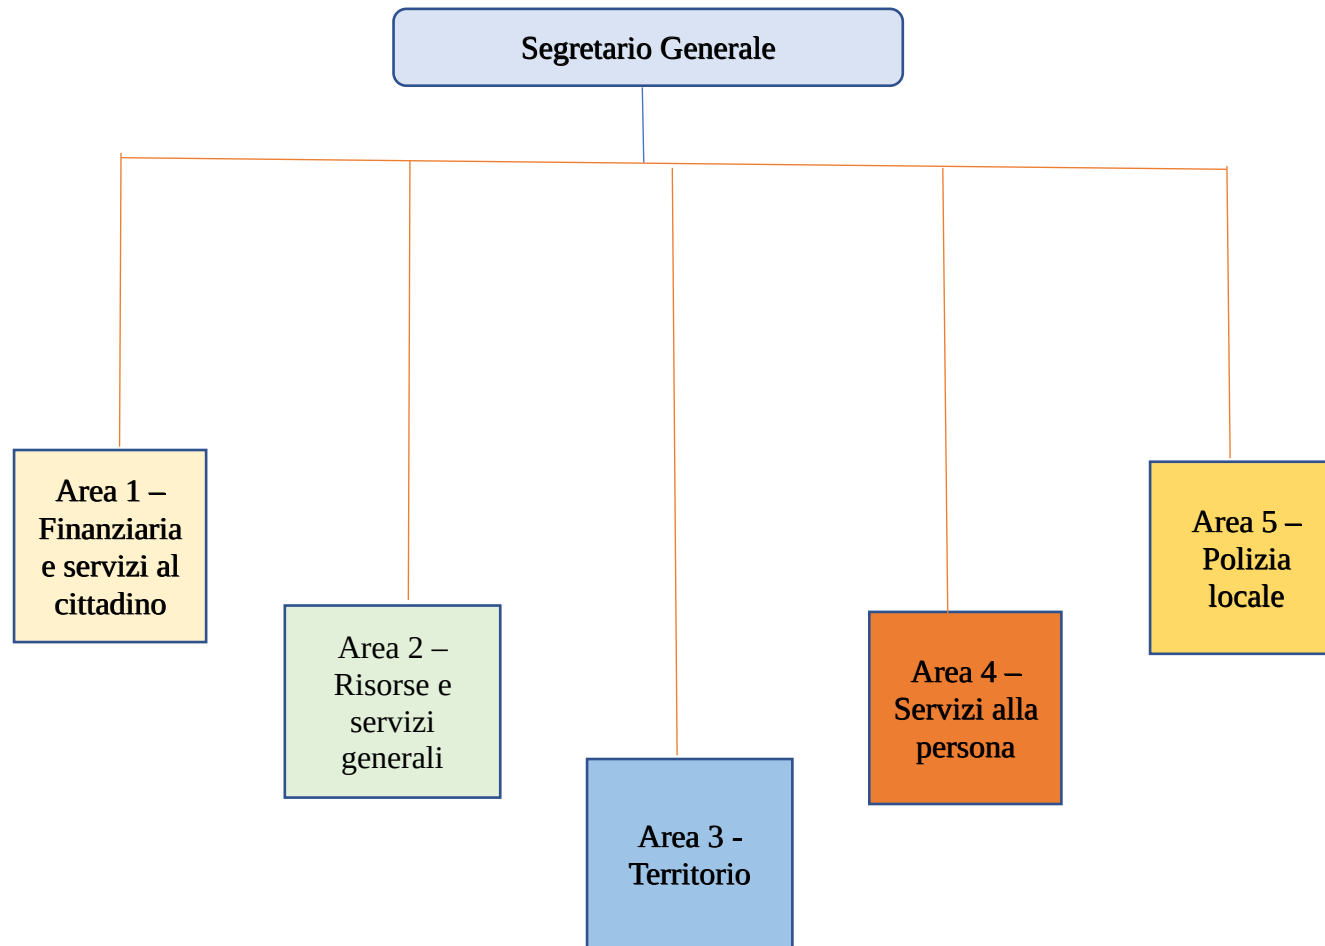 Segretario Generale
Area 1 –
Finanziaria
e servizi al
cittadino
Area 2 –
Risorse e
servizi
generali
Area 3 -
Territorio
Area 4 –
Servizi alla
persona
Area 5 –
Polizia
locale